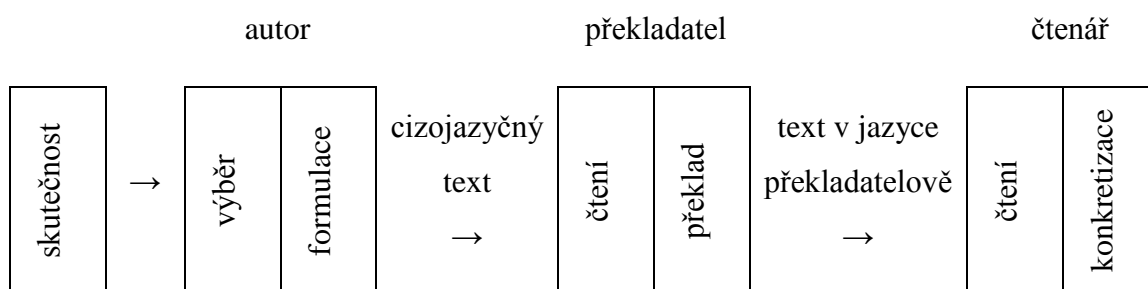 autor překladatel čtenář
skutečnost
→
výběr
formulace
cizojazyčný
text
→
čtení
překlad
text v jazyce
překladatelově
→
čtení
konkretizace